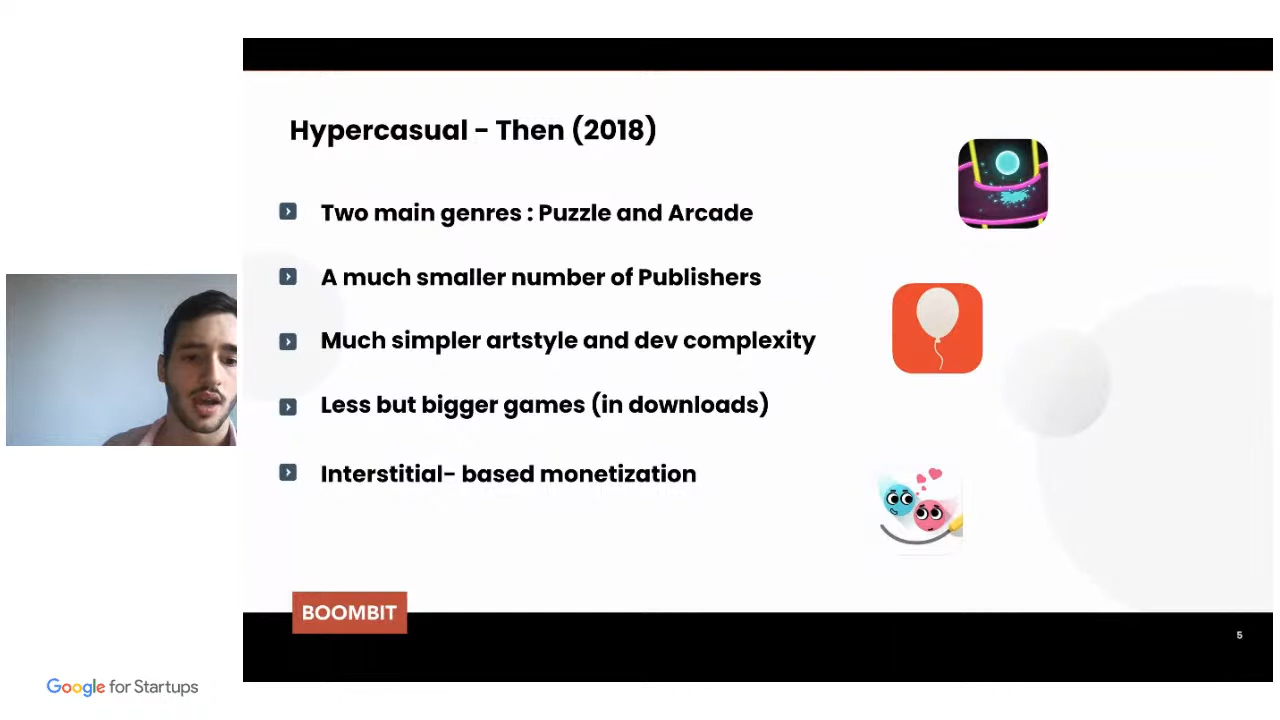 Hypercasual - Then (2018)
Two main genres : Puzzle and Arcade
A much smaller number of Publishers
Much simpler artstyle and dev complexity
Less but bigger games (in downloads)
Interstitial- based monetization
BOOMBIT
5
Google for Startups